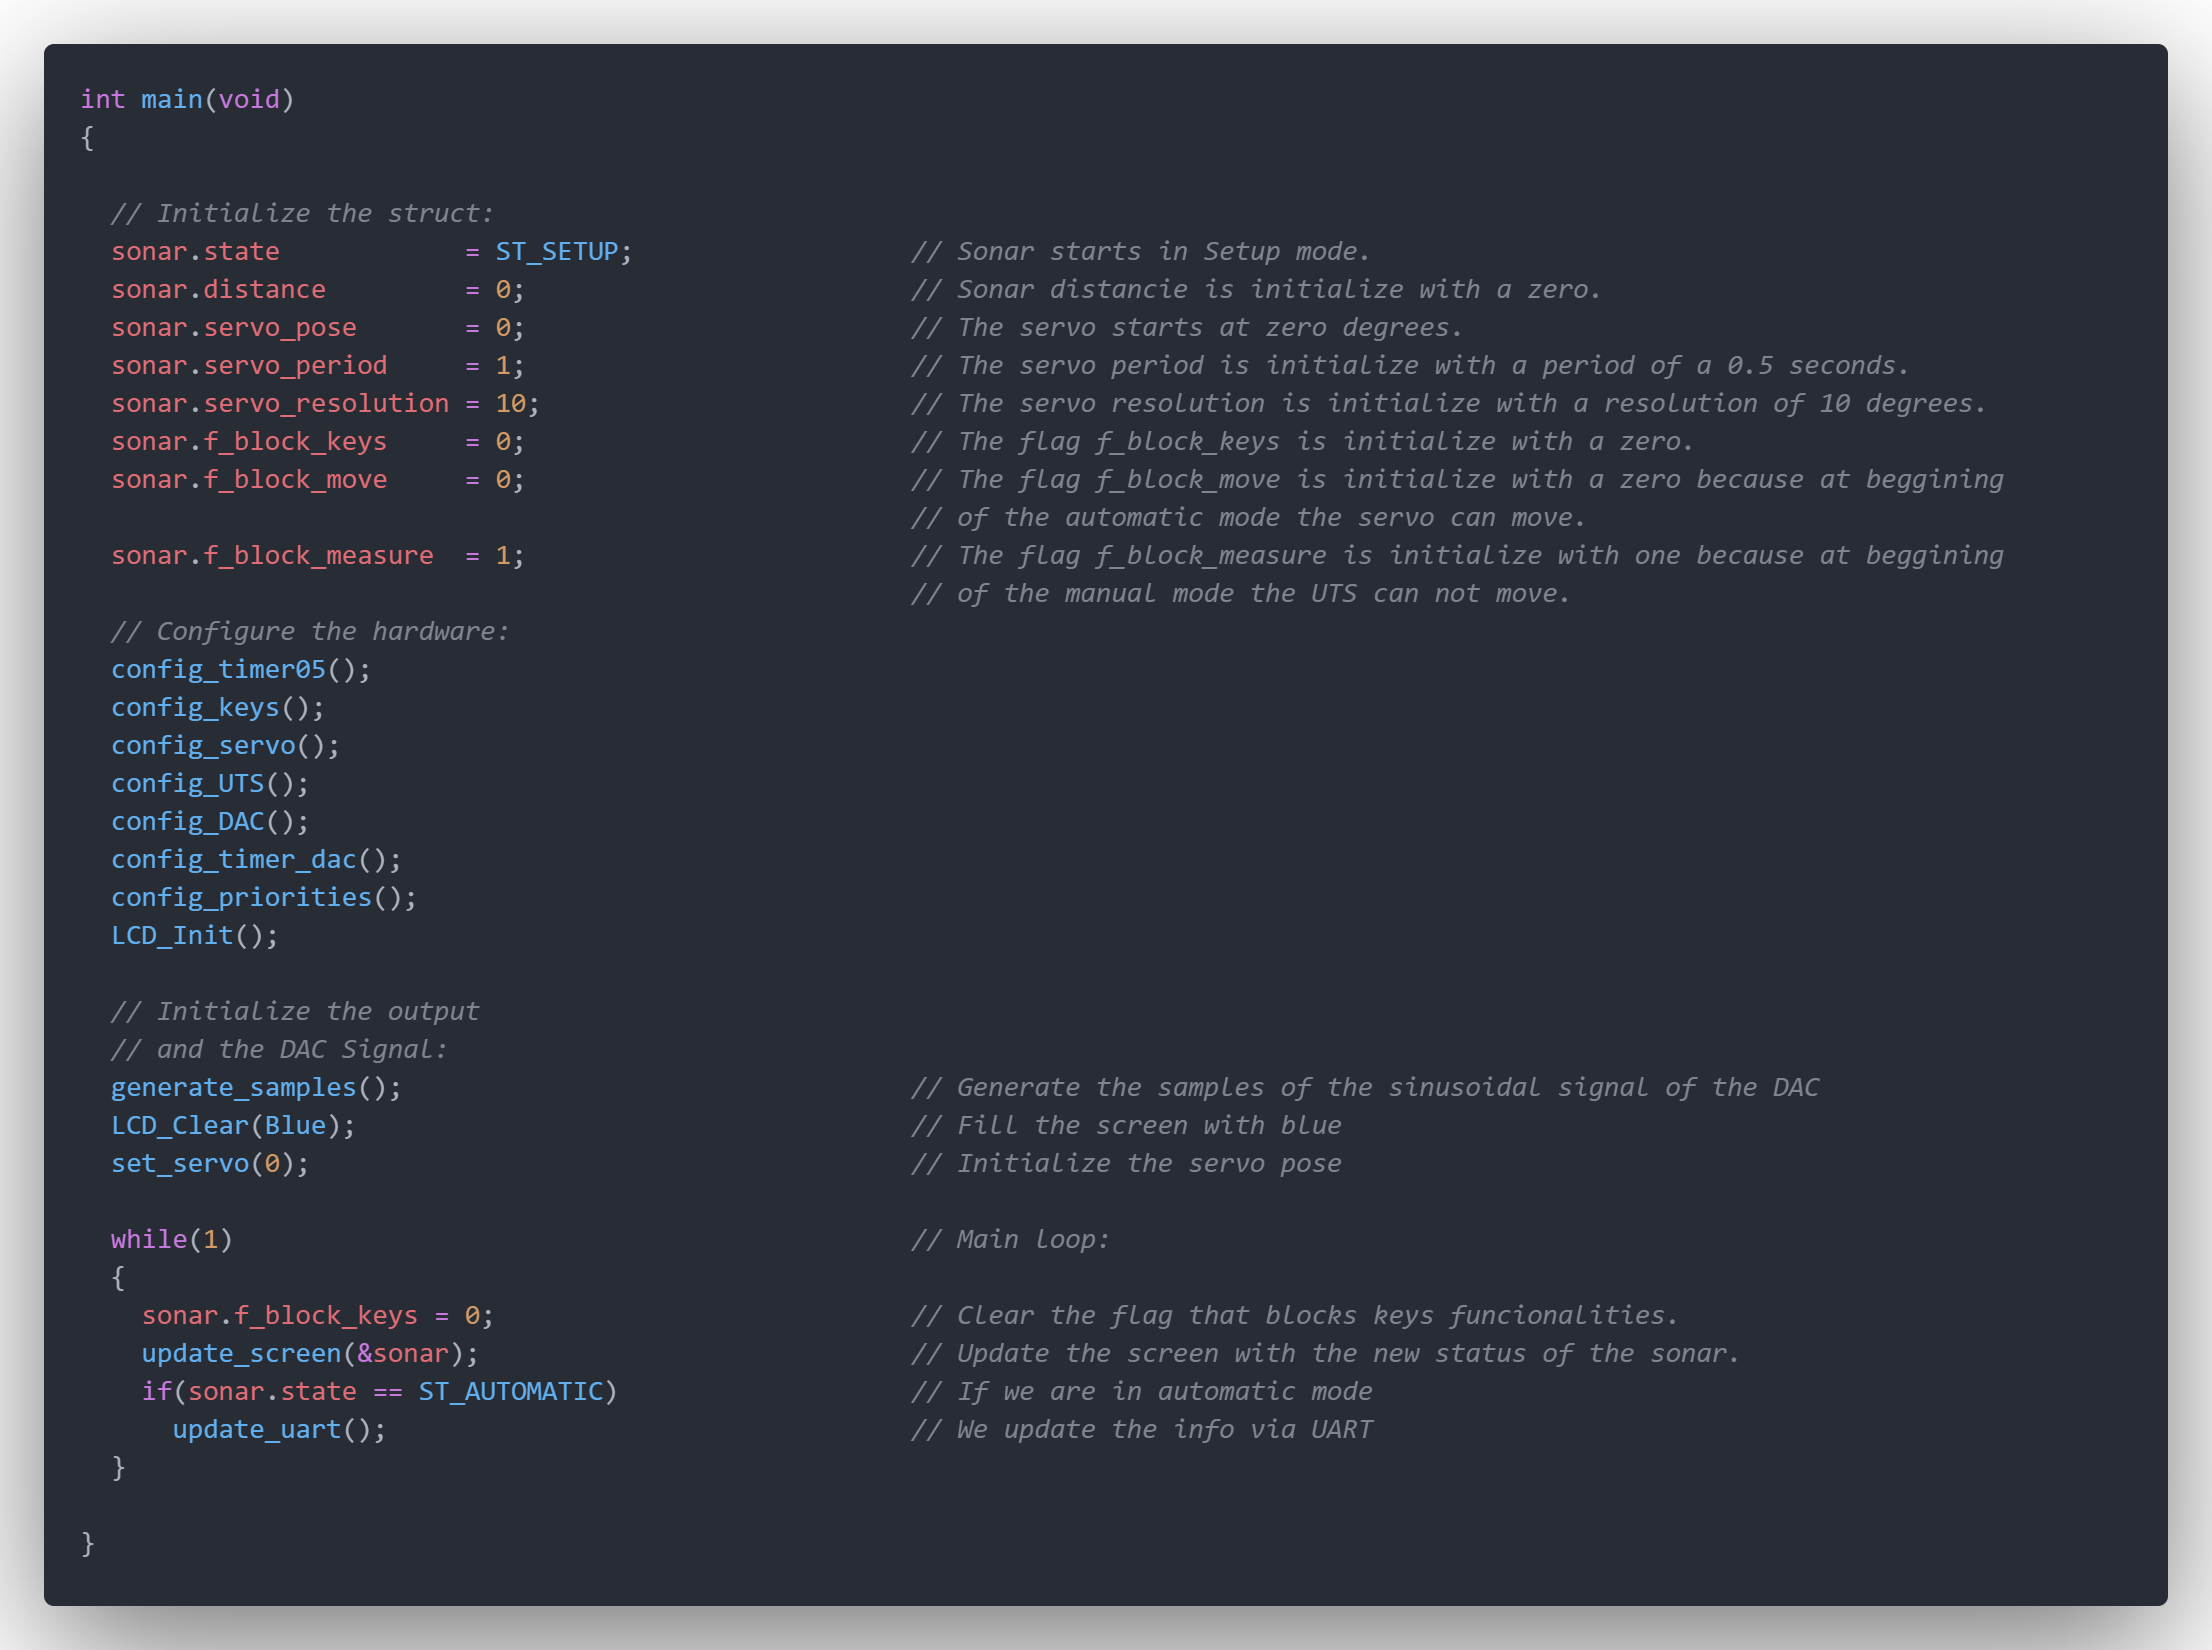 int main(void)
{
  // Initialize the struct:
  sonar.state            = ST_SETUP;                  // Sonar starts in Setup mode.
  sonar.distance         = 0;                         // Sonar distancie is initialize with a zero.
  sonar.servo_pose       = 0;                         // The servo starts at zero degrees.
  sonar.servo_period     = 1;                         // The servo period is initialize with a period of a 0.5 seconds.
  sonar.servo_resolution = 10;                        // The servo resolution is initialize with a resolution of 10 degrees.
  sonar.f_block_keys     = 0;                         // The flag f_block_keys is initialize with a zero.
  sonar.f_block_move     = 0;                         // The flag f_block_move is initialize with a zero because at beggining
                                                      // of the automatic mode the servo can move.
  sonar.f_block_measure  = 1;                         // The flag f_block_measure is initialize with one because at beggining
                                                      // of the manual mode the UTS can not move.
  // Configure the hardware:
  config_timer05();
  config_keys();
  config_servo();
  config_UTS();
  config_DAC();
  config_timer_dac();
  config_priorities();
  LCD_Init();
  // Initialize the output
  // and the DAC Signal:
  generate_samples();                                 // Generate the samples of the sinusoidal signal of the DAC
  LCD_Clear(Blue);                                    // Fill the screen with blue
  set_servo(0);                                       // Initialize the servo pose
  while(1)                                            // Main loop:
  {
    sonar.f_block_keys = 0;                           // Clear the flag that blocks keys funcionalities.
    update_screen(&sonar);                            // Update the screen with the new status of the sonar.
    if(sonar.state == ST_AUTOMATIC)                   // If we are in automatic mode
      update_uart();                                  // We update the info via UART
  }
}